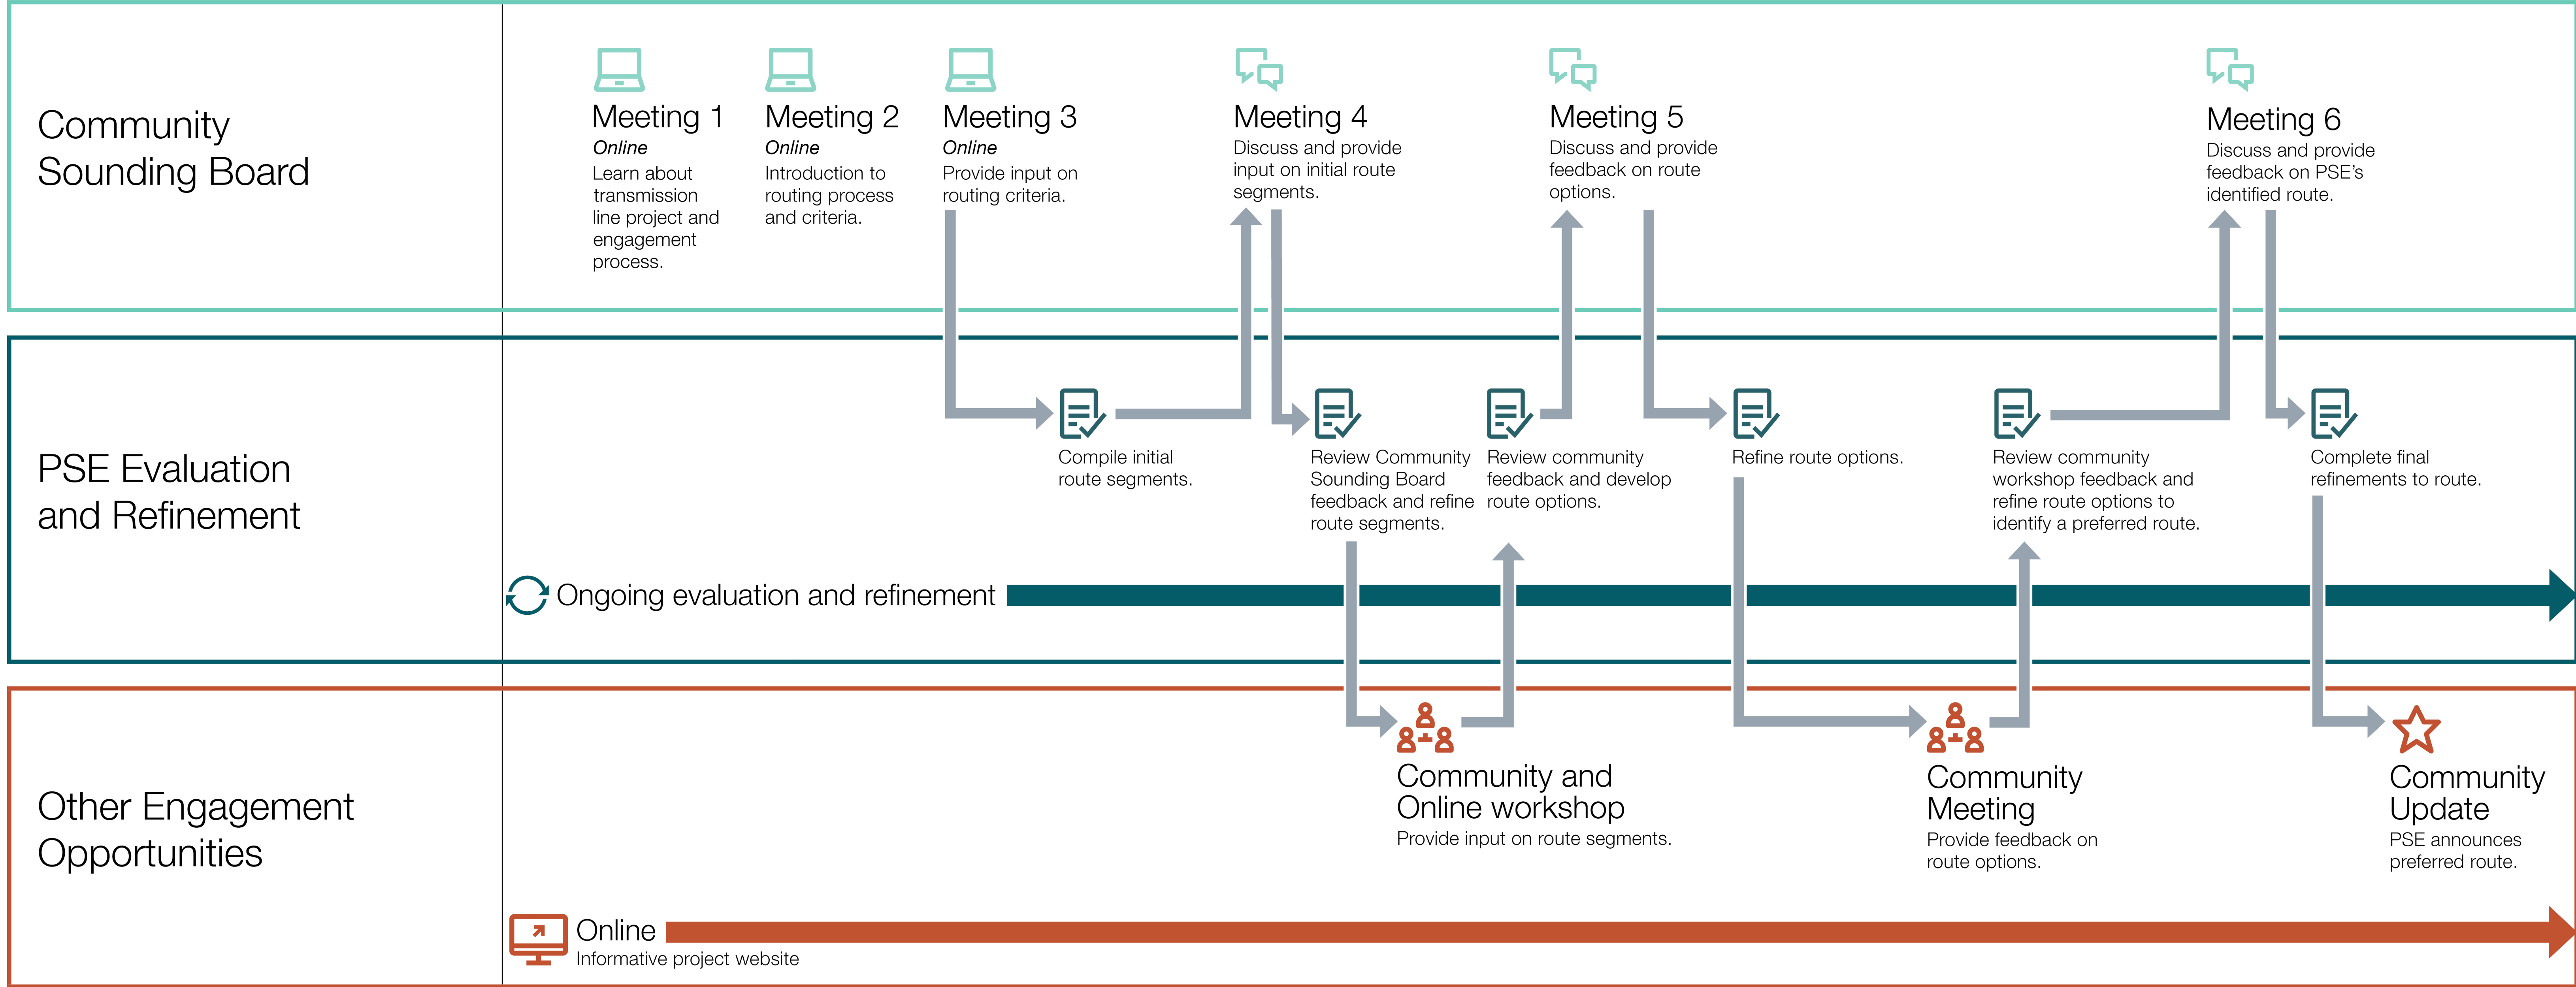 Community
Sounding Board
Meeting 1
Online
Learn about
transmission
line project and
engagement
process.
Meeting 2
Online
Introduction to
routing process
and criteria.
Meeting 3
Online
Provide input on
routing criteria.
Meeting 4
Discuss and provide
input on initial route
segments.
Meeting 5
Discuss and provide
feedback on route
options.
Meeting 6
Discuss and provide
feedback on PSE’s
identified route.
PSE Evaluation
and Refinement
Compile initial
route segments.
Review Community
Sounding Board
feedback and refine
route segments.
Review community
feedback and develop
route options.
Refine route options.
Review community
workshop feedback and
refine route options to
identify a preferred route.
Complete final
refinements to route.
Ongoing evaluation and refinement
Other Engagement
Opportunities
Community and
Online workshop
Provide input on route segments.
Community
Meeting
Provide feedback on
route options.
Community
Update
PSE announces
preferred route.
Online
Informative project website